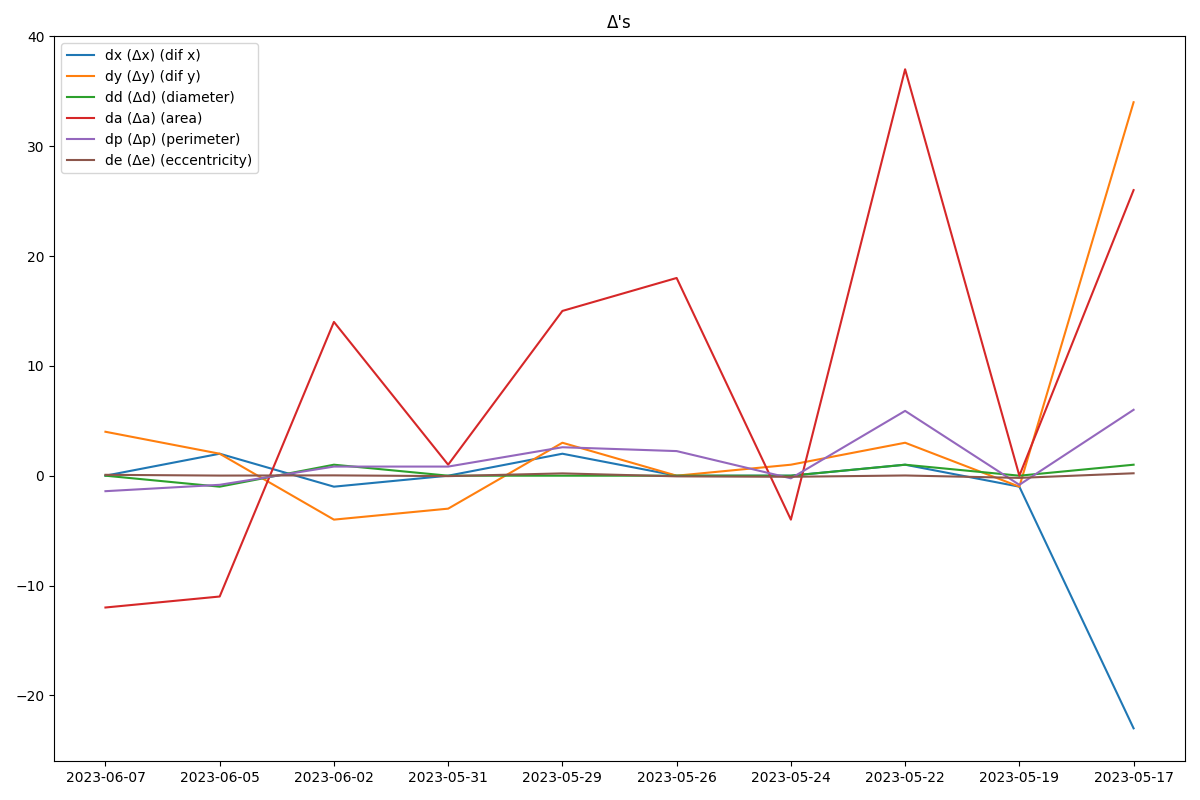 Δ's
dx (Δx) (dif x)
dy (Δy) (dif y)
dd (Δd) (diameter)
da (Δa) (area)
dp (Δp) (perimeter)
de (Δe) (eccentricity)
40
30
20
10
0
−10
−20
2023-06-07 2023-06-05 2023-06-02 2023-05-31 2023-05-29 2023-05-26 2023-05-24 2023-05-22 2023-05-19 2023-05-17